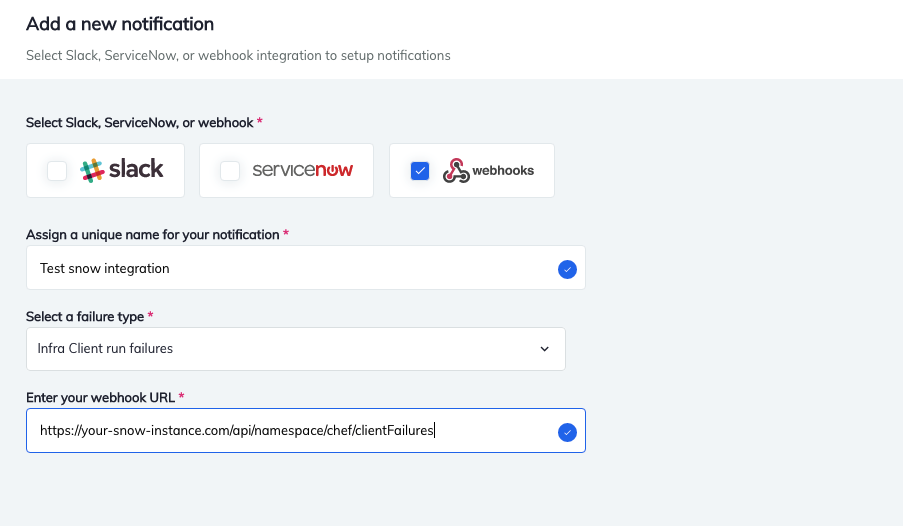 Add a new notification
Select Slack, ServiceNow, or webhook integration to setup notifications
Select Slack, ServiceNow, or webhook *
slack
servicenow
webhooks
Assign a unique name for your notification *
Test snow integration
Select a failure type *
Infra Client run failures
Enter your webhook URL *
https://your-snow-instance.com/api/namespace/chef/clientFailures